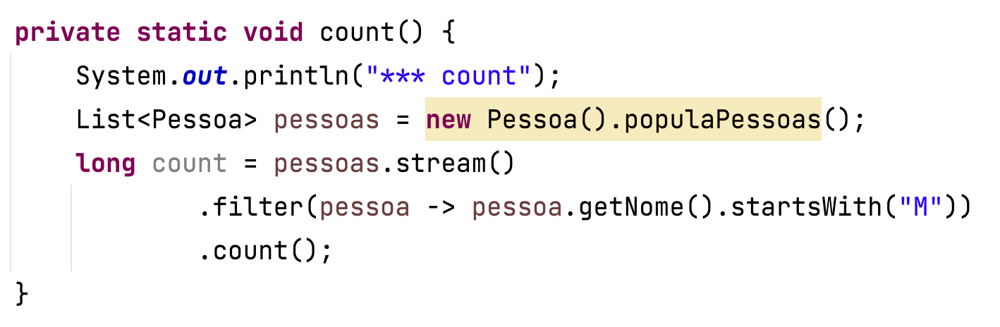 private static void count() {
    System.out.println("*** count");
    List<Pessoa> pessoas = new Pessoa().populaPessoas();
    long count = pessoas.stream()
            .filter(pessoa -> pessoa.getNome().startsWith("M"))
            .count();
}